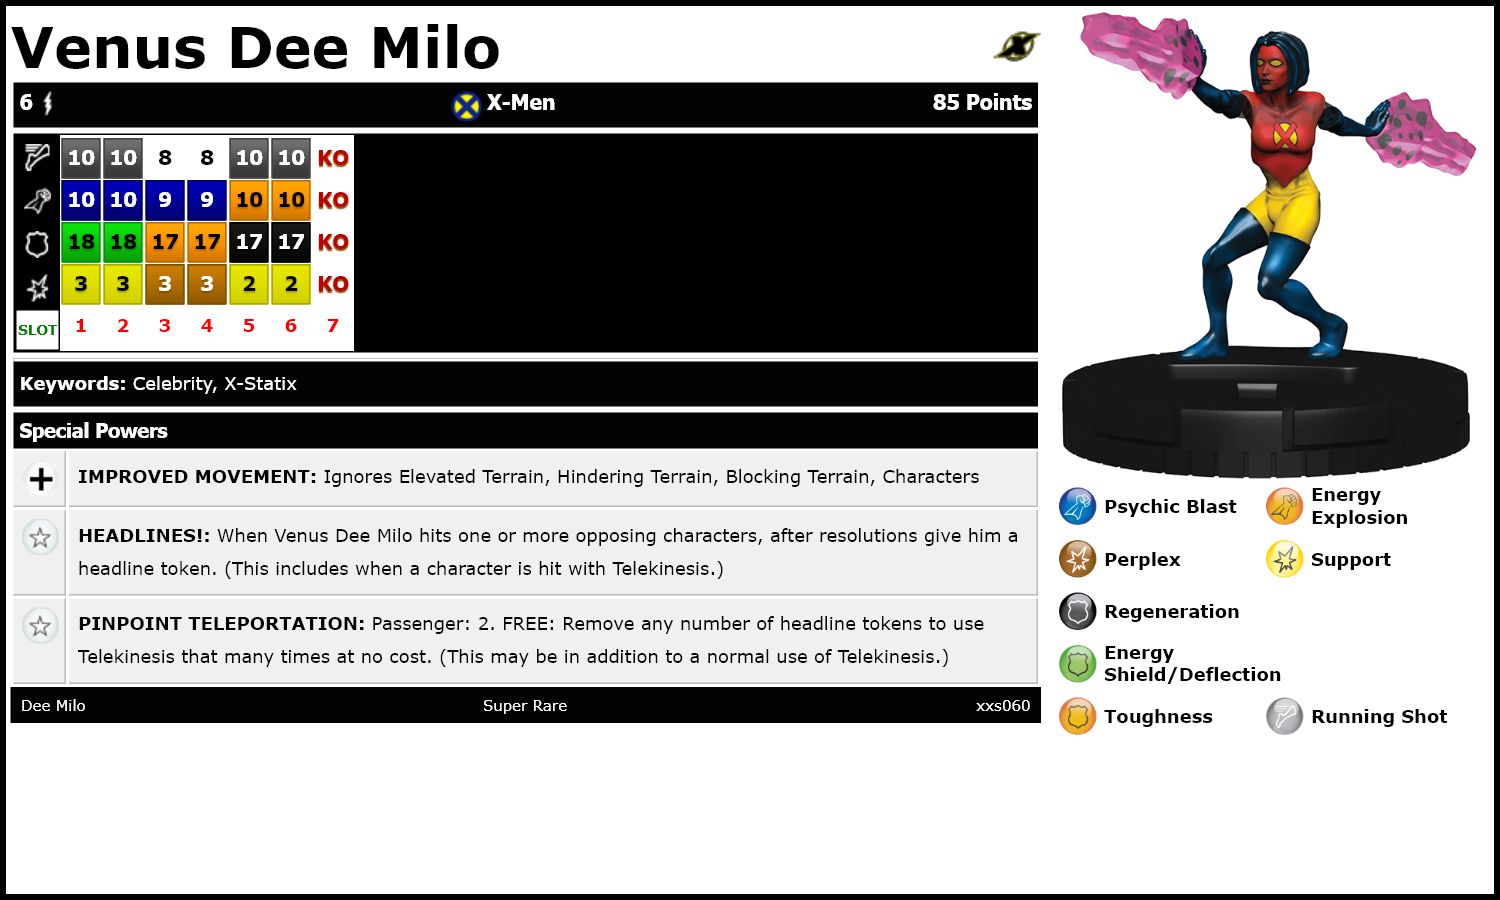 Venus Dee Milo
6 X-Men 85 Points
10 10 8 8 10 10 KO
10 10 9 9 10 10 KO
18 18 17 17 17 17 KO
3 3 3 3 2 2 KO
SLOT 1 2 3 4 5 6 7
Keywords: Celebrity, X-Statix
Special Powers
IMPROVED MOVEMENT: Ignores Elevated Terrain, Hindering Terrain, Blocking Terrain, Characters
HEADLINES!: When Venus Dee Milo hits one or more opposing characters, after resolutions give him a
headline token. (This includes when a character is hit with Telekinesis.)
PINPOINT TELEPORTATION: Passenger: 2. FREE: Remove any number of headline tokens to use
Telekinesis that many times at no cost. (This may be in addition to a normal use of Telekinesis.)
Dee Milo Super Rare xxs060
Psychic Blast
Energy
Explosion
Perplex
Support
Regeneration
Energy
Shield/Deflection
Toughness
Running Shot